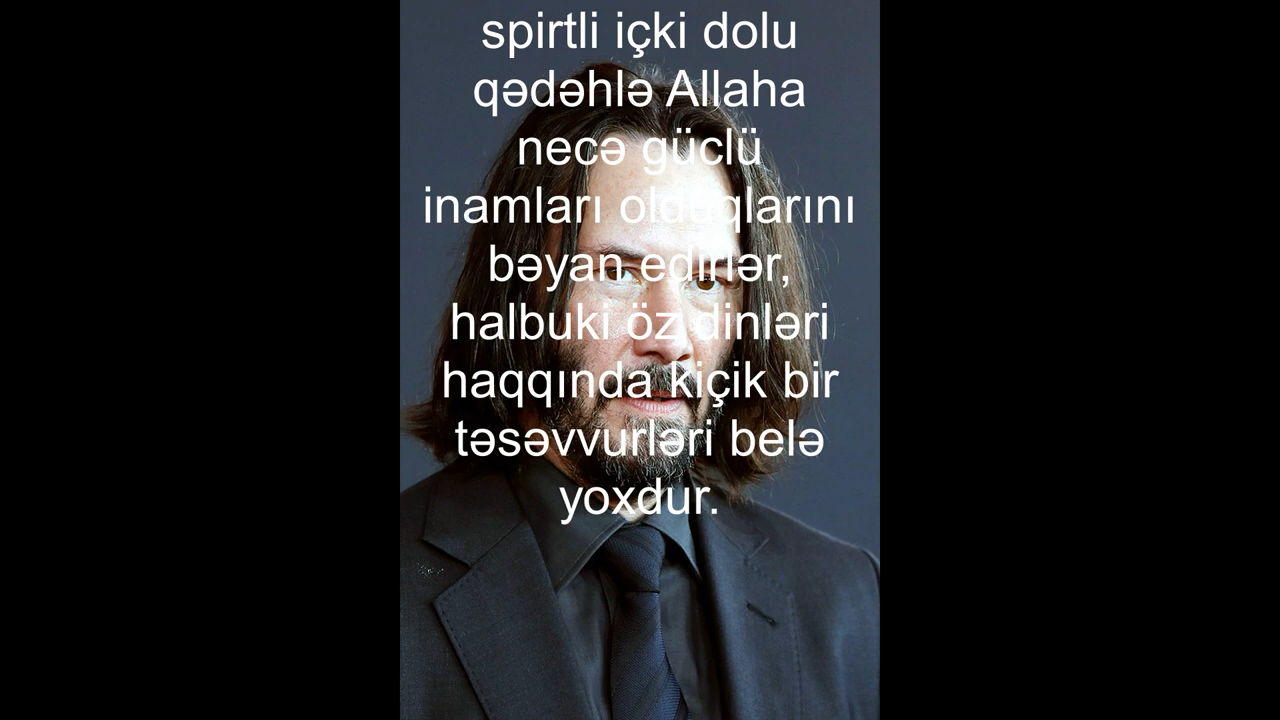 spirtli içki dolu
qədəhlə Allaha
necə güclü
inamları olduqlarını
bəyan edirlər,
halbuki öz dinləri
haqqında kiçik bir
təsəvvurləri belə
yoxdur.